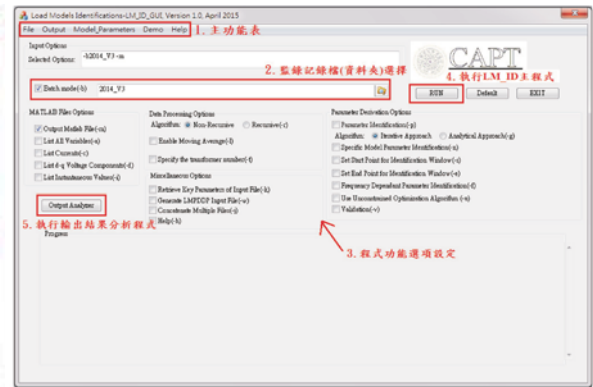 Load Models Identifications-LM_ID_GUI, Version 1.0, April 2015
File Output Model_Parameters Demo Help 1.主功能表
Input Options
Selected Options: -b2014_V3 -m
2.監錄記錄檔(資料夾)選擇
CAPT
4.執行LM_ID主程式
Batch mode(-b) 2014_V3
RUN Default EXIT
MATLAB Files Options
Output Matlab File(-m)
List All Variables(-a)
List Currents(-c)
List d-q Voltage Components(-d)
List Instantaneous Values(-i)
Output Analyzer
5.執行輸出結果分析程式
Data Processing Options
Algorithm: Non-Recursive Recursive(-r)
Enable Moving Average(-l)
Specify the transformer number(-t)
Miscellaneous Options
Retrieve Key Parameters of Input File(-k)
Generate LMPDDP Input File(-w)
Concatenate Multiple Files(-j)
Help(-h)
Parameter Derivation Options
Parameter Identification(-p)
Algorithm: Iterative Approach Analytical Approach(-g)
Specific Model Parameter Identification(-n)
Set Start Point for Identification Window(-s)
Set End Point for Identification Window(-e)
Frequency Dependent Parameter Identification(-f)
Use Unconstrained Optimization Algorithm
Validation(-v)
3.程式功能選項設定
Progress